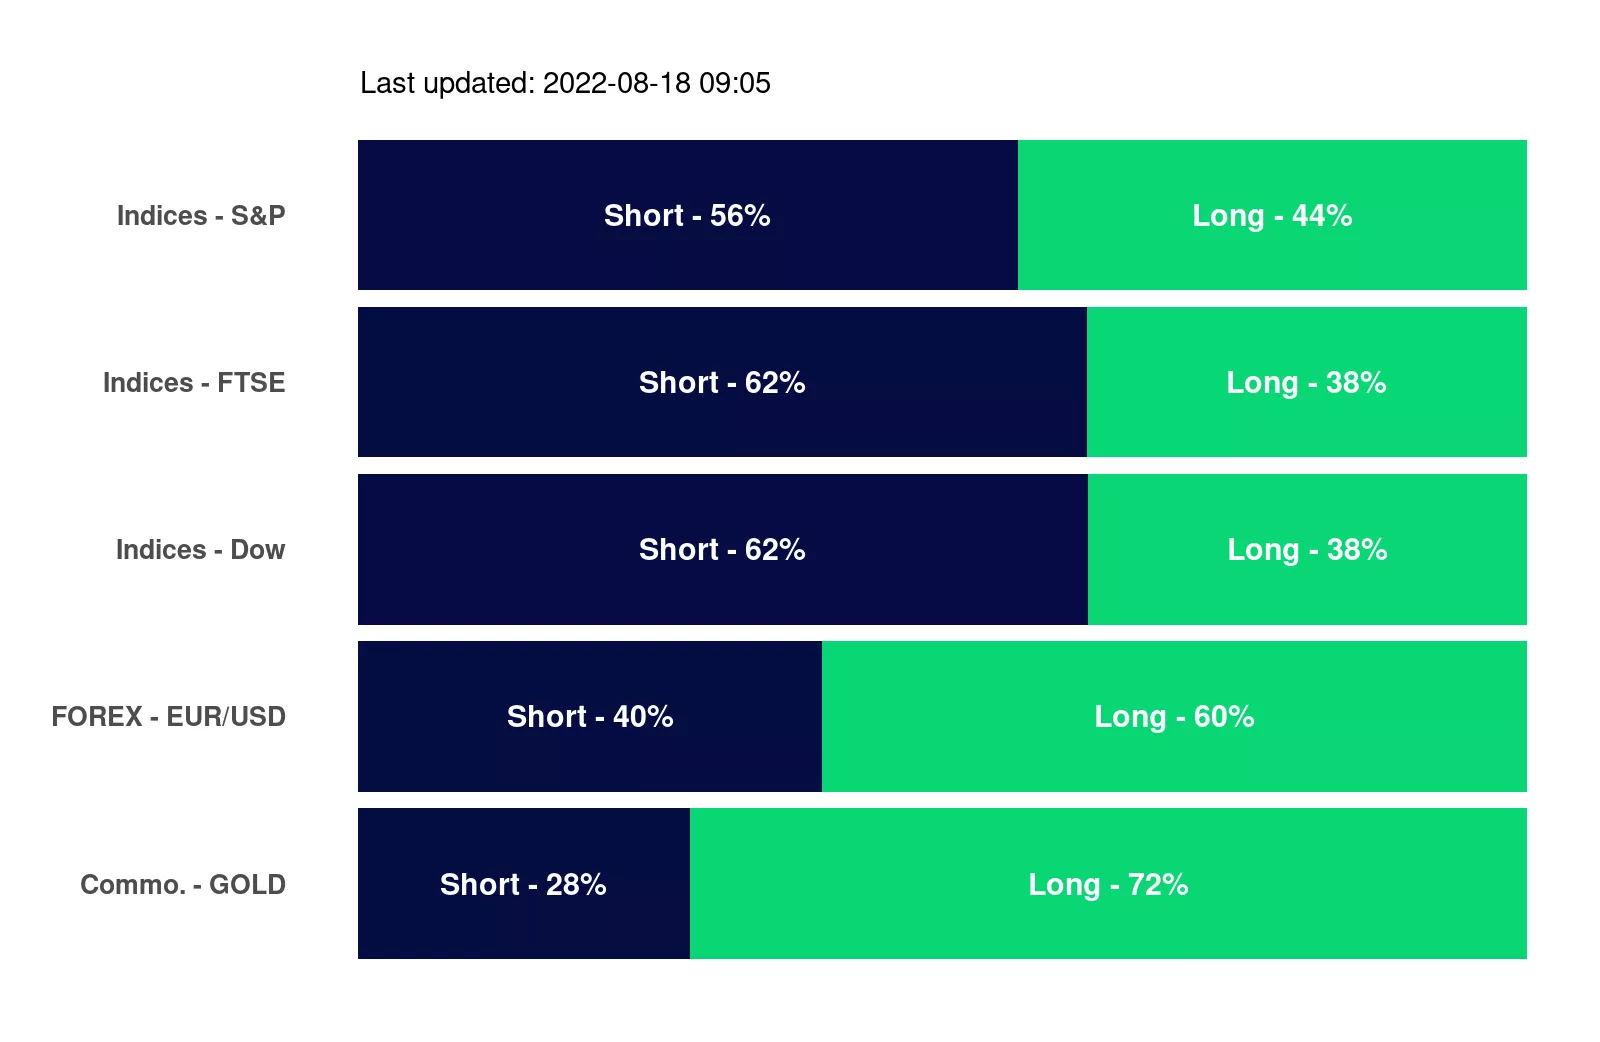 Last updated: 2022-08-18 09:05
Indices - S&P Short - 56% Long - 44%
Indices - FTSE Short - 62% Long - 38%
Indices - Dow Short - 62% Long - 38%
FOREX - EUR/USD Short - 40% Long - 60%
Commo. - GOLD Short - 28% Long - 72%